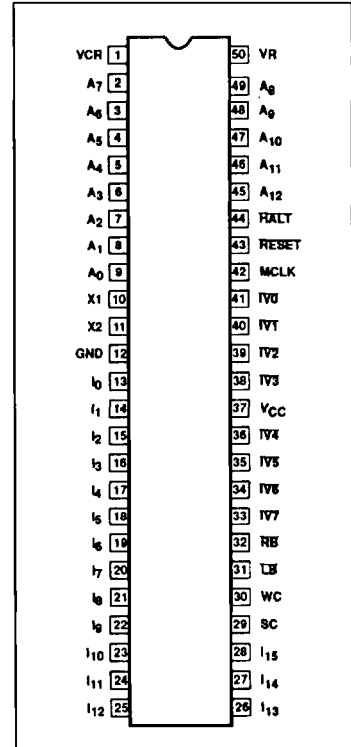 VCR 1 50 VR
A7 2 49 A8
A6 3 48 A9
A5 4 47 A10
A4 5 46 A11
A3 6 45 A12
A2 7 44 HALT
A1 8 43 RESET
A0 9 42 MCLK
X1 10 41 IV0
X2 11 40 IV1
GND 12 39 IV2
I0 13 38 IV3
I1 14 37 VCC
I2 15 36 IV4
I3 16 35 IV5
I4 17 34 IV6
I5 18 33 IV7
I6 19 32 RB
I7 20 31 LB
I8 21 30 WC
I9 22 29 SC
I10 23 28 I15
I11 24 27 I14
I12 25 26 I13